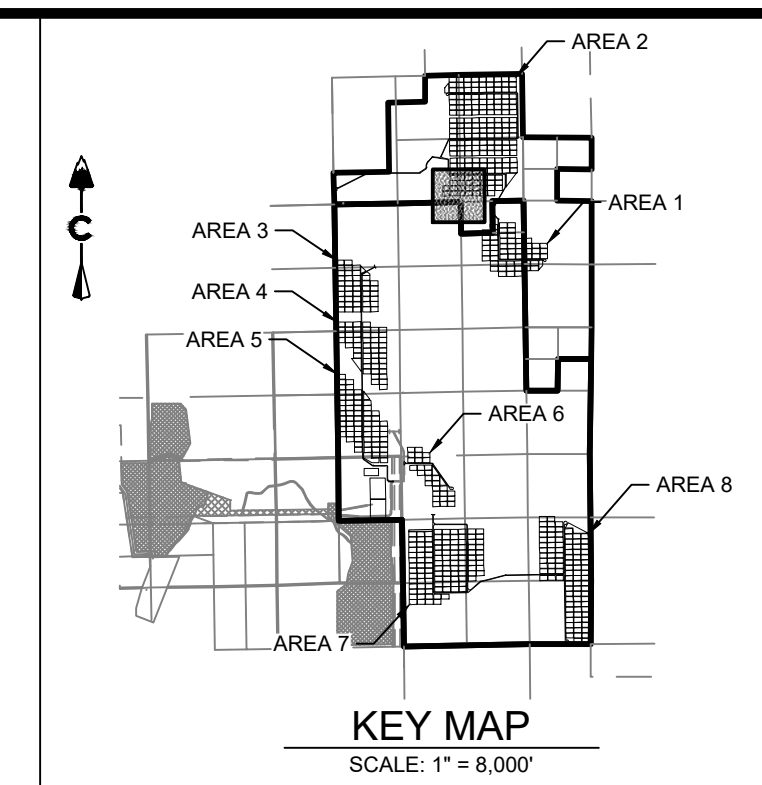 AREA 2
AREA 1
AREA 3
AREA 4
AREA 5
AREA 6
AREA 8
AREA 7
C
KEY MAP
SCALE: 1" = 8,000'